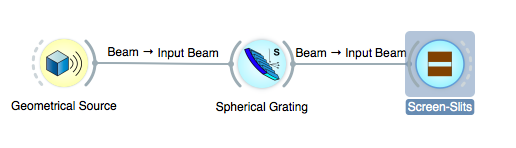 Beam → Input Beam
Beam → Input Beam
S
Geometrical Source
Spherical Grating
Screen-Slits